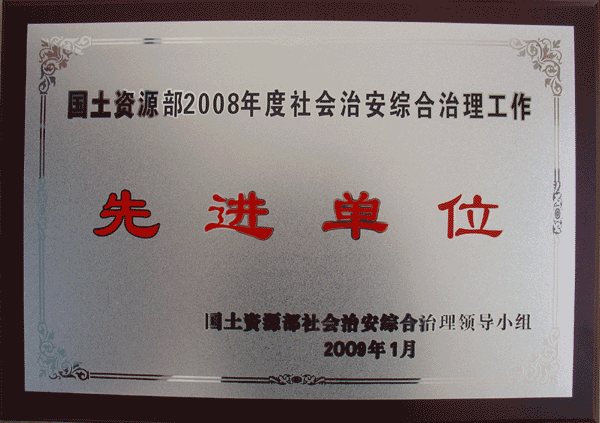 国土资源部2008年度社会治安综合治理工作
先进单位
国土资源部社会治安综合治理领导小组
2009年1月